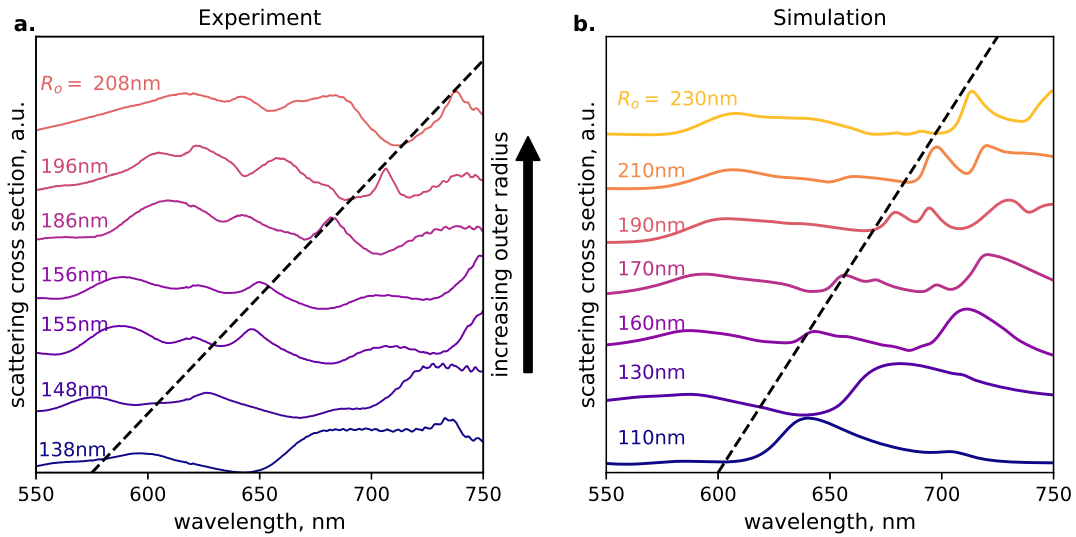 a.
Experiment
scattering cross section, a.u.
Rₒ = 208nm
196nm
186nm
156nm
155nm
148nm
138nm
550 600 650 700 750
wavelength, nm
increasing outer radius
b.
Simulation
scattering cross section, a.u.
Rₒ = 230nm
210nm
190nm
170nm
160nm
130nm
110nm
550 600 650 700 750
wavelength, nm